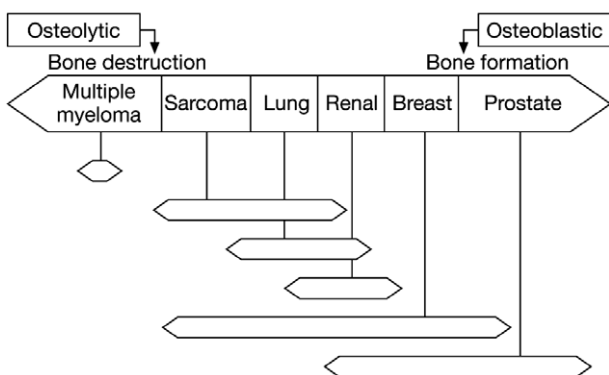 Osteolytic
Osteoblastic
Bone destruction
Bone formation
Multiple
myeloma
Sarcoma
Lung
Renal
Breast
Prostate